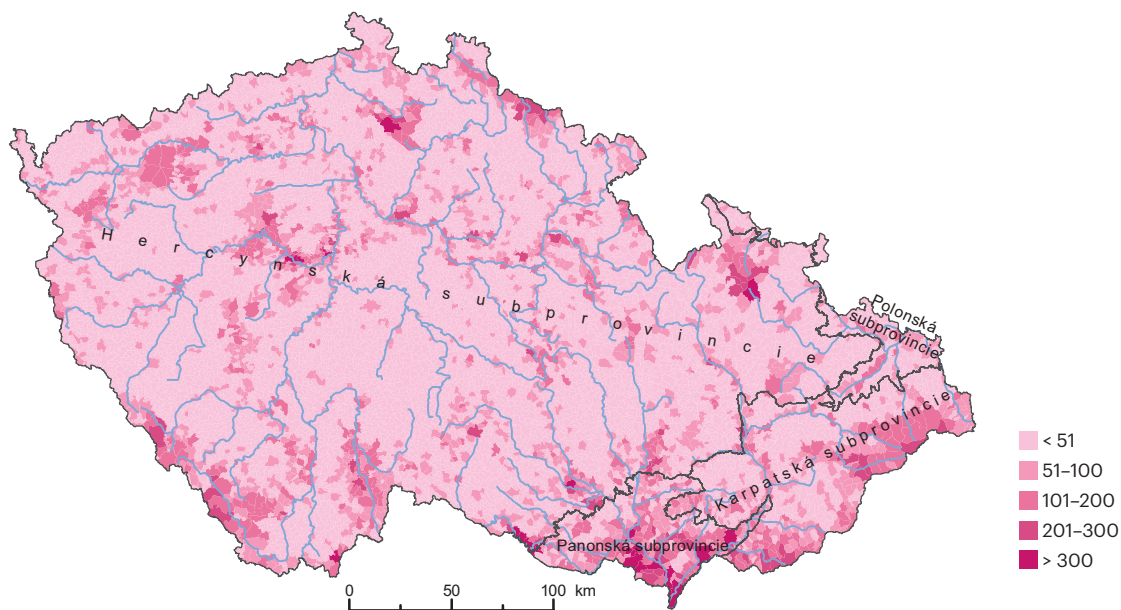 Hercynská subprovincie
Polonská
subprovincie
Karpatská subprovincie
Panonská subprovincie
< 51
51–100
101–200
201–300
> 300
0 50 100 km